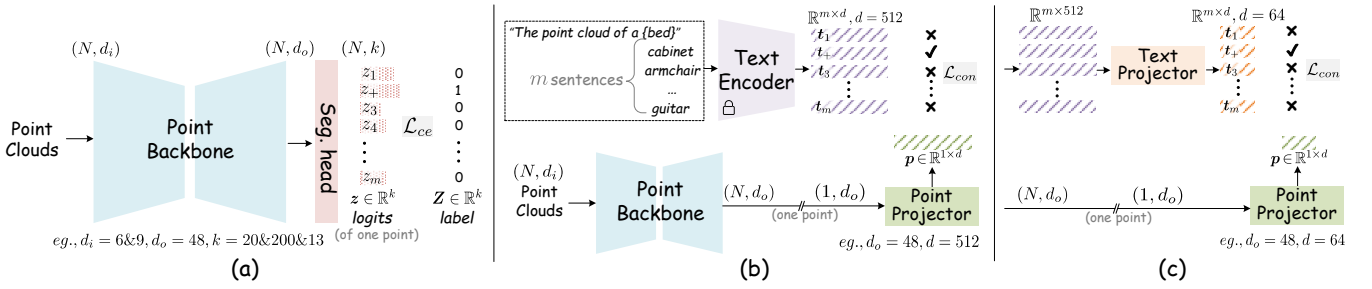 (N, d_i)
(N, d_o)
(N, k)
Point Clouds
Point Backbone
Seg. head
z_1
z_+
z_3
z_4
z_m
z ∈ ℝ^k
logits
(of one point)
ℒ_ce
0
1
0
0
0
Z ∈ ℝ^k
label
eg., d_i = 6&9, d_o = 48, k = 20&200&13
(a)
"The point cloud of a {bed}"
m sentences
cabinet
armchair
...
guitar
Text Encoder
ℝ^{m×d}, d = 512
t_1
t_+
t_3
t_m
ℒ_con
p ∈ ℝ^{1×d}
(N, d_i)
Point Clouds
Point Backbone
(N, d_o)
(1, d_o)
(one point)
Point Projector
eg., d_o = 48, d = 512
(b)
ℝ^{m×512}
Text Projector
ℝ^{m×d}, d = 64
t_1
t_+
t_3
t_m
ℒ_con
p ∈ ℝ^{1×d}
(N, d_o)
(1, d_o)
(one point)
Point Projector
eg., d_o = 48, d = 64
(c)